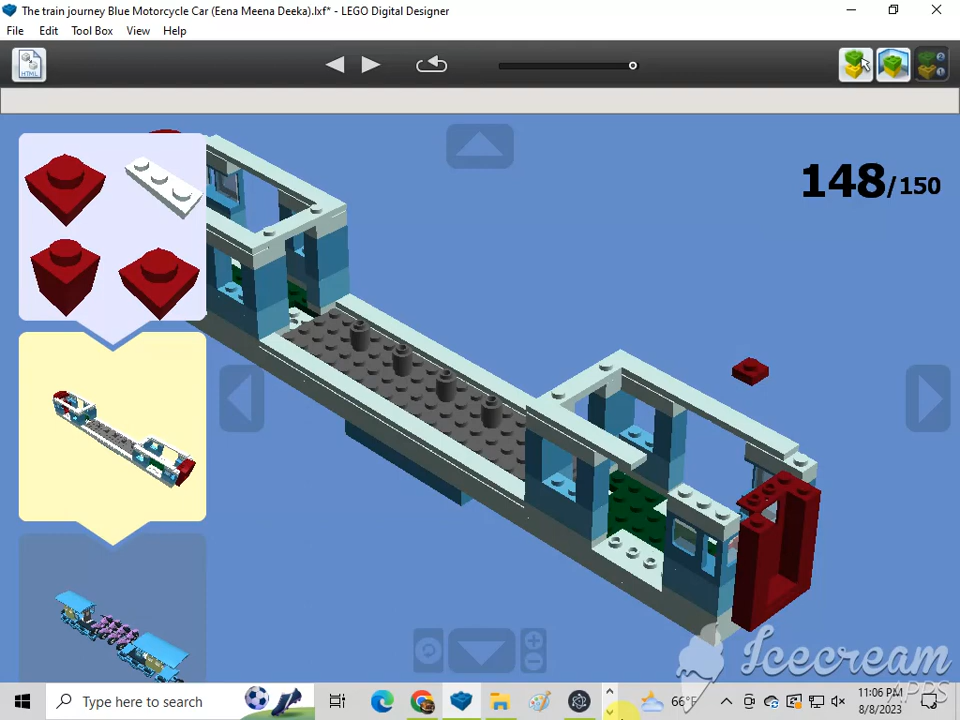 The train journey Blue Motorcycle Car (Eena Meena Deeka).lxf* - LEGO Digital Designer
File Edit Tool Box View Help
HTML
148/150
Icecream
APPS
Type here to search
66°F
11:06 PM
8/8/2023